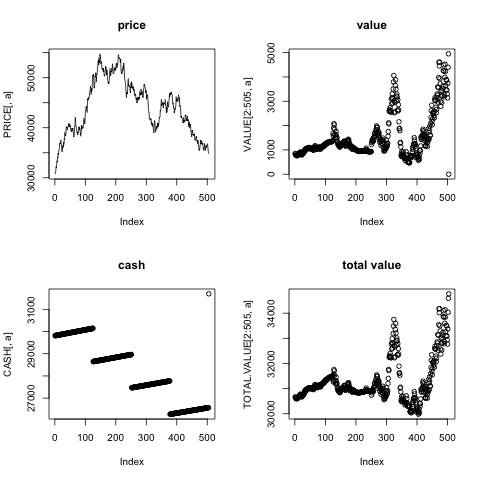 price
PRICE[, a]
30000 40000 50000
0 100 200 300 400 500
Index
value
VALUE[2:505, a]
0 1000 3000 5000
0 100 200 300 400 500
Index
cash
CASH[, a]
27000 29000 31000
0 100 200 300 400 500
Index
total value
TOTAL.VALUE[2:505, a]
30000 32000 34000
0 100 200 300 400 500
Index